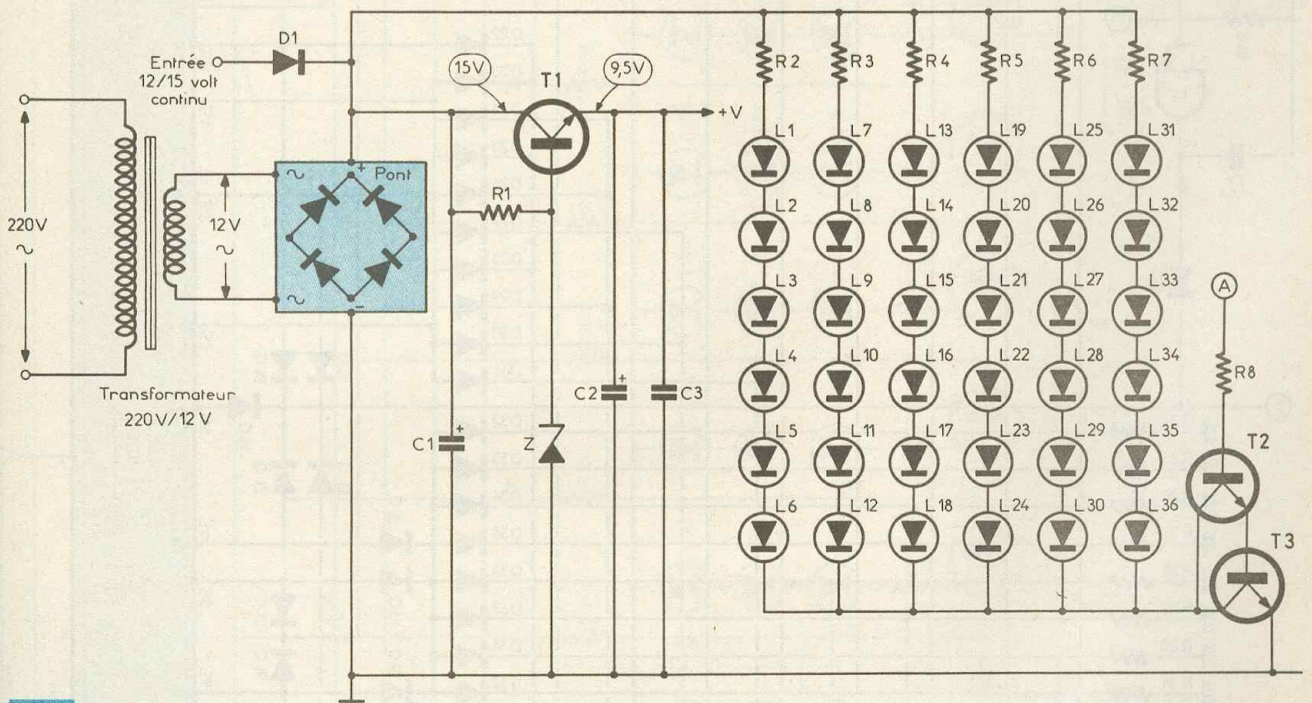 D1
Entrée
12/15 volt
continu
15V
T1
9,5V
+V
R2
R3
R4
R5
R6
R7
220V
~
12V
~
~
+
Pont
~
−
R1
Transformateur
220V/12V
C1
+
Z
C2
+
C3
L1
L7
L13
L19
L25
L31
L2
L8
L14
L20
L26
L32
L3
L9
L15
L21
L27
L33
L4
L10
L16
L22
L28
L34
L5
L11
L17
L23
L29
L35
L6
L12
L18
L24
L30
L36
A
R8
T2
T3